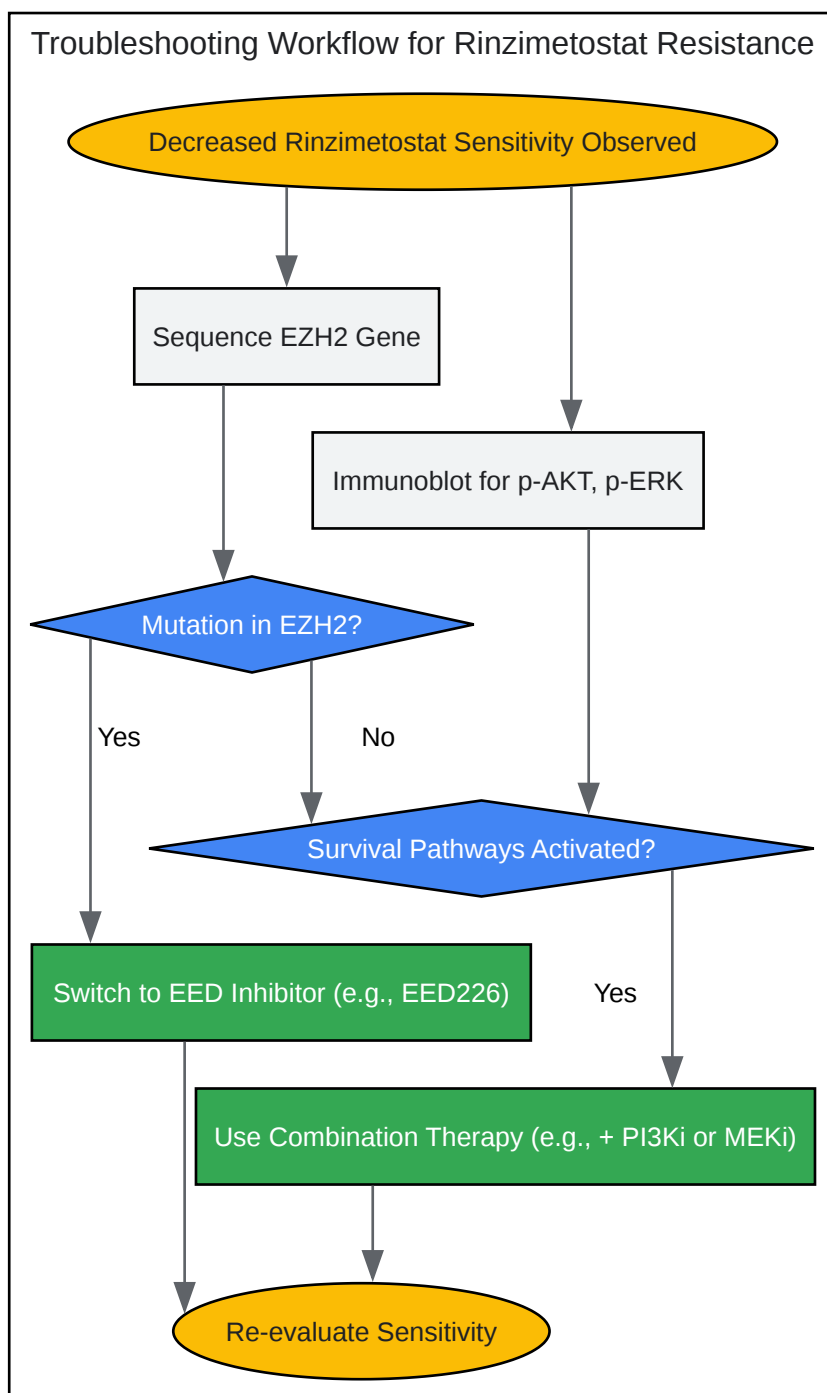 Troubleshooting Workflow for Rinzimetostat Resistance
Decreased Rinzimetostat Sensitivity Observed
Sequence EZH2 Gene
Immunoblot for p-AKT, p-ERK
Mutation in EZH2?
Yes
No
Survival Pathways Activated?
Switch to EED Inhibitor (e.g., EED226)
Yes
Use Combination Therapy (e.g., + PI3Ki or MEKi)
Re-evaluate Sensitivity